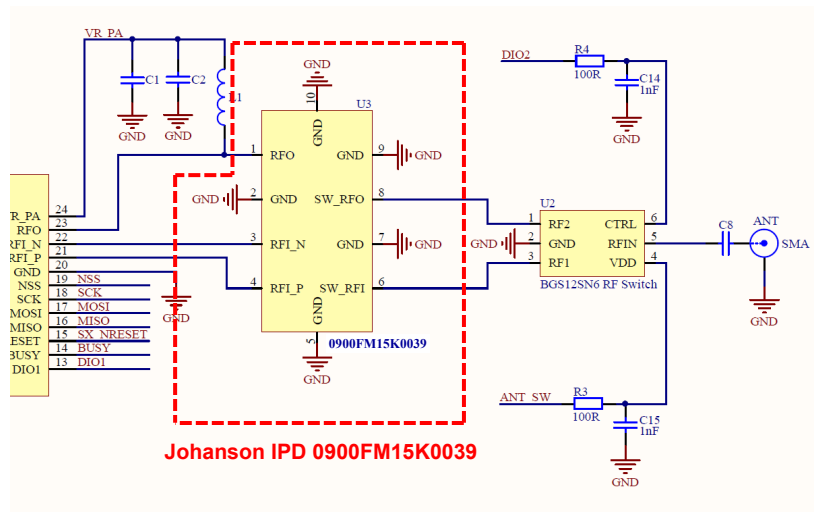 VR_PA
C1
C2
GND
GND
L1
GND
10
U3
GND
1
RFO
GND
9
GND
GND
2
GND
SW_RFO
8
3
RFI_N
GND
7
GND
4
RFI_P
SW_RFI
6
GND
5
0900FM15K0039
GND
VR_PA
24
RFO
23
RFI_N
22
RFI_P
21
GND
20
NSS
19
NSS
SCK
18
SCK
MOSI
17
MOSI
MISO
16
MISO
ESET
15
SX_NRESET
BUSY
14
BUSY
DIO1
13
DIO1
GND
DIO2
R4
100R
C14
1nF
GND
U2
1
RF2
CTRL
6
GND
2
GND
RFIN
5
3
RF1
VDD
4
BGS12SN6 RF Switch
C8
ANT
SMA
GND
ANT_SW
R3
100R
C15
1nF
GND
Johanson IPD 0900FM15K0039